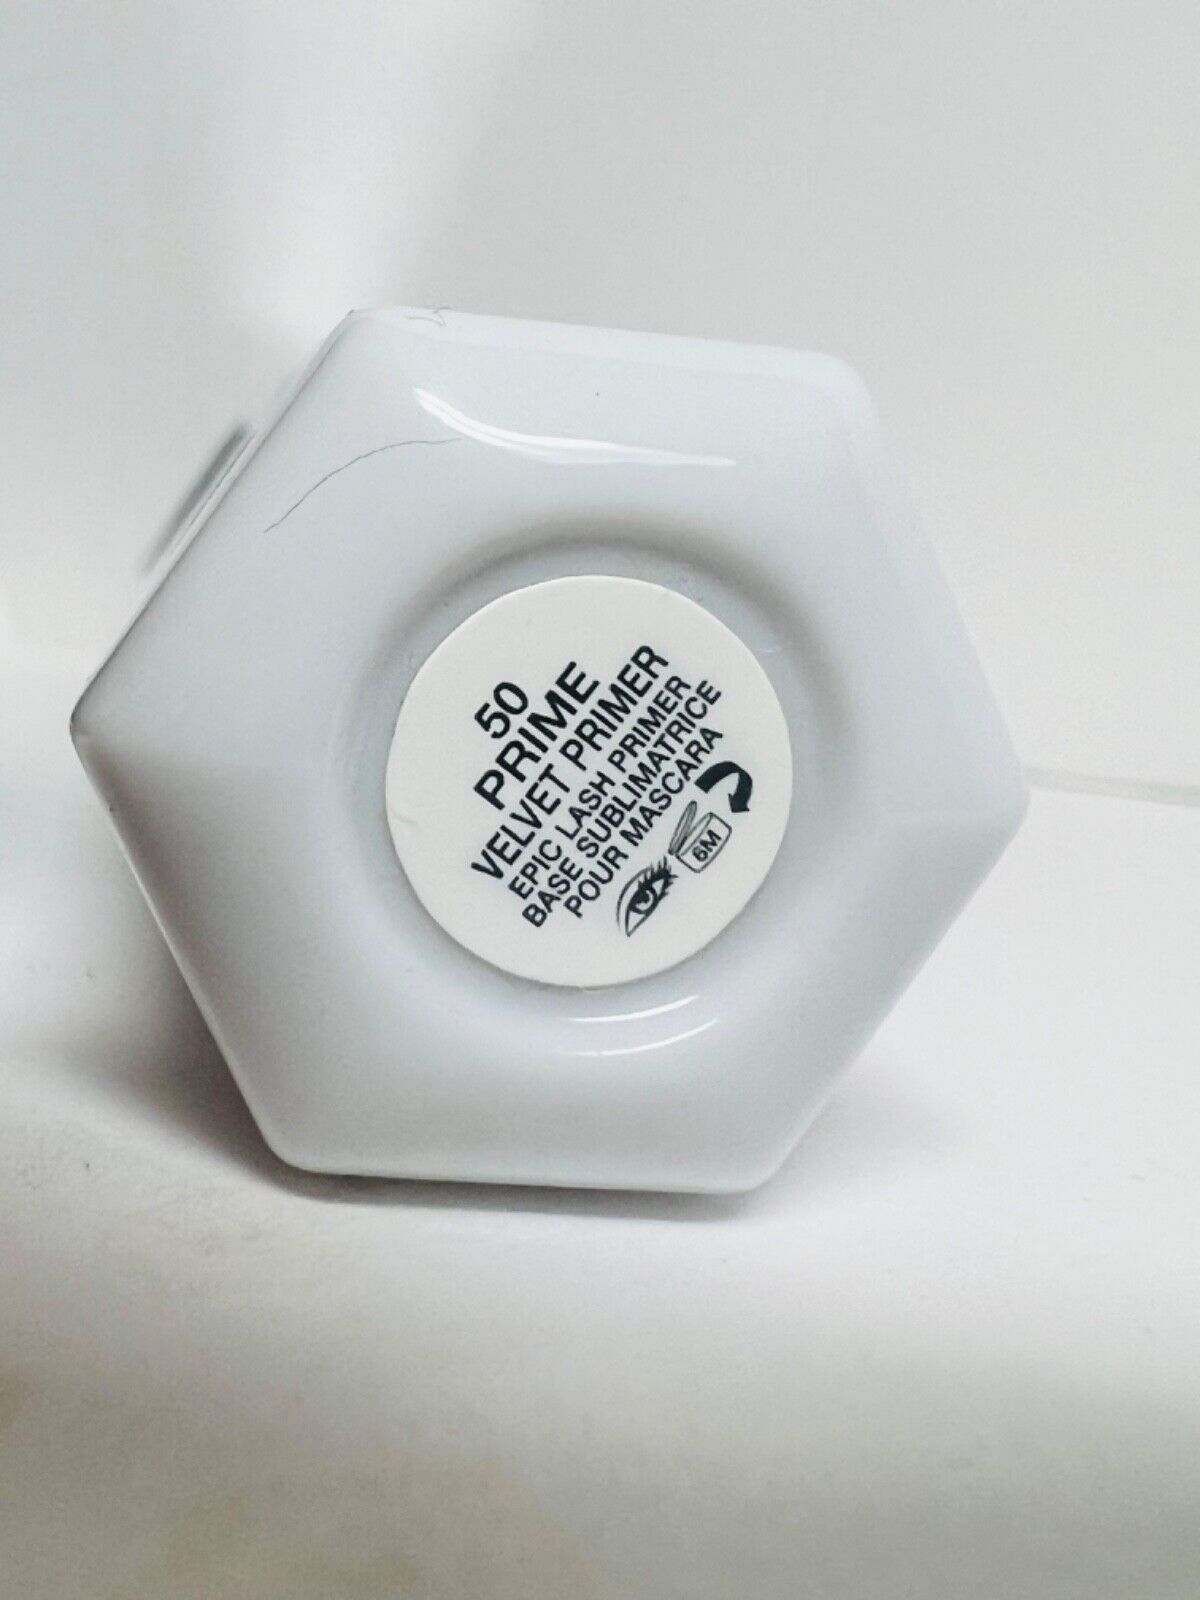 50
PRIME
VELVET PRIMER
EPIC LASH PRIMER
BASE SUBLIMATRICE
POUR MASCARA
6M